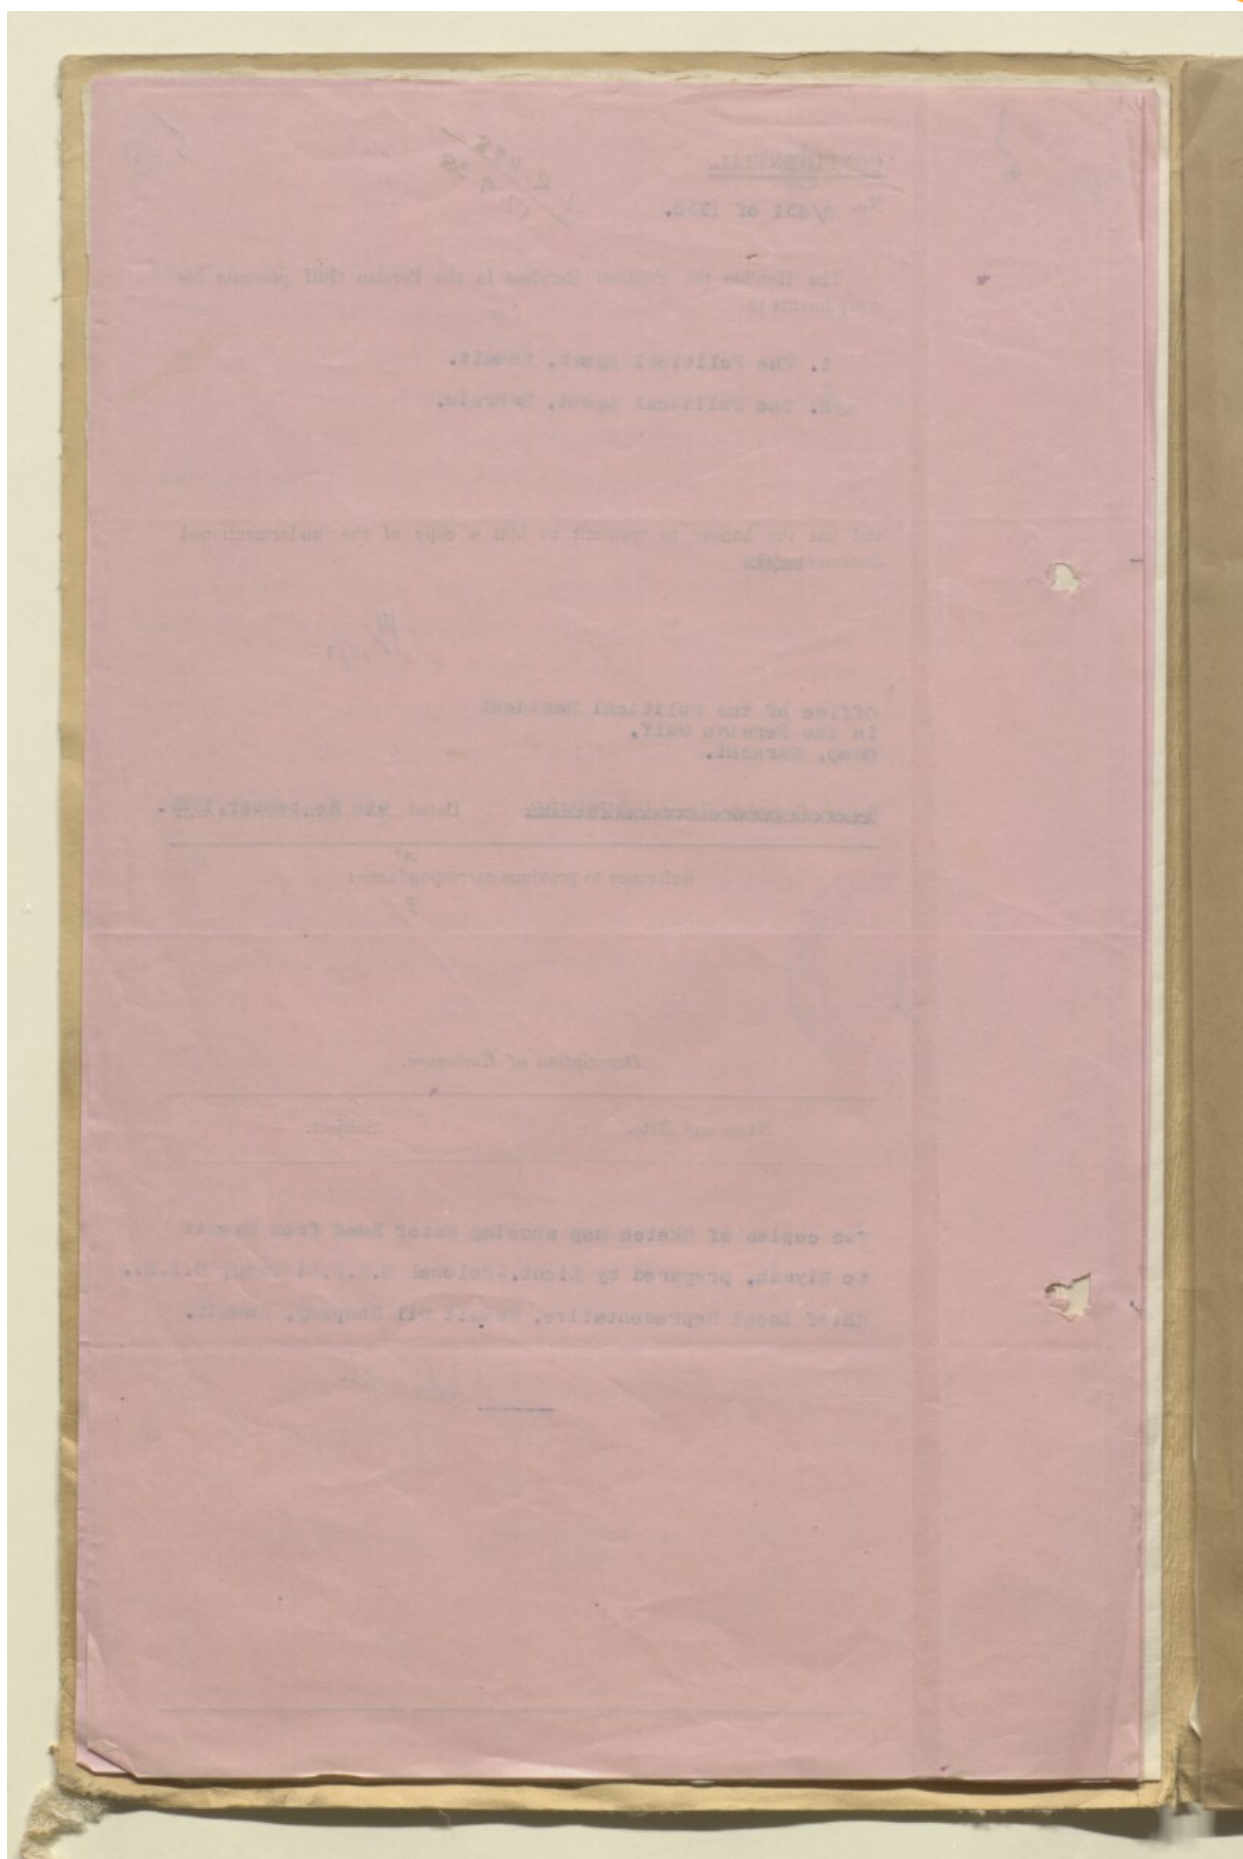 CONFIDENTIAL.
No. C/631 of 1938.
The Hon'ble the Political Resident in the Persian Gulf presents his
compliments to
1. The Political Agent, Kuwait.
2. The Political Agent, Bahrain.
and has the honour to transmit to him a copy of the undermentioned
document
Office of the Political Resident
in the Persian Gulf,
Camp, Karachi.
Dated 9th September, 1938.
Reference to previous correspondence:
Description of Enclosure.
Name and Date. Subject.
Two copies of Sketch map showing Motor Road from Kuwait
to Riyadh, prepared by Lieut.-Colonel
Chief Local Representative, Kuwait Oil Company, Kuwait.